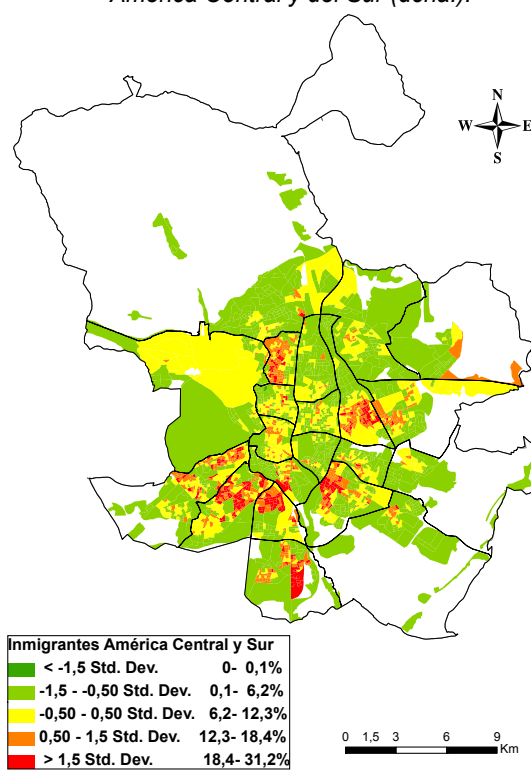 América Central y del Sur (dcha.).
N
W E
S
Inmigrantes América Central y Sur
< -1,5 Std. Dev. 0- 0,1%
-1,5 - -0,50 Std. Dev. 0,1- 6,2%
-0,50 - 0,50 Std. Dev. 6,2- 12,3%
0,50 - 1,5 Std. Dev. 12,3- 18,4%
> 1,5 Std. Dev. 18,4- 31,2%
0 1,5 3 6 9
Km